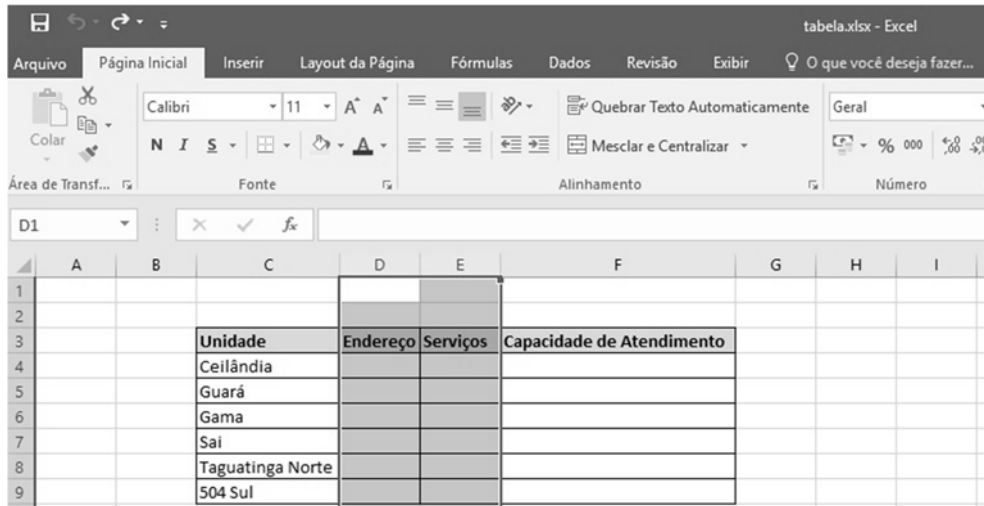 tabela.xlsx - Excel
Arquivo Página Inicial Inserir Layout da Página Fórmulas Dados Revisão Exibir O que você deseja fazer...
Calibri 11 A A Quebrar Texto Automaticamente Geral
Colar
N I S A Mesclar e Centralizar % 000
Área de Transf... Fonte Alinhamento Número
D1 fx
A B C D E F G H I
1
2
3 Unidade Endereço Serviços Capacidade de Atendimento
4 Ceilândia
5 Guará
6 Gama
7 Sai
8 Taguatinga Norte
9 504 Sul